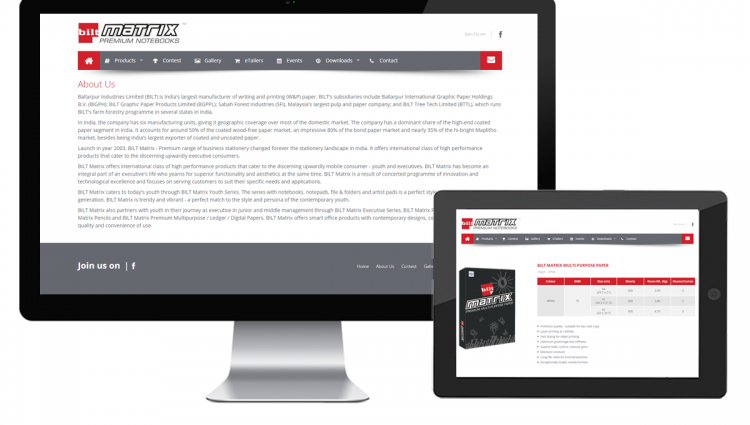 bilt MATRIX ™
PREMIUM NOTEBOOKS
Join Us on |
Products Contest Gallery eTailers Events Downloads Contact
About Us
Ballarpur Industries Limited (BILT) is India's largest manufacturer of writing and printing (W&P) paper. BILT's subsidiaries include Ballarpur International Graphic Paper Holdings
B.V. (BIGPH); BILT Graphic Paper Products Limited (BGPPL); Sabah Forest Industries (SFI), Malaysia's largest pulp and paper company; and BILT Tree Tech Limited (BTTL), which runs
BILT's farm forestry programme in several states in India.
In India, the company has six manufacturing units, giving it geographic coverage over most of the domestic market. The company has a dominant share of the high-end coated
paper segment in India. It accounts for around 50% of the coated wood-free paper market, an impressive 80% of the bond paper market and nearly 35% of the hi-bright Maplitho
market, besides being India's largest exporter of coated and uncoated paper.
Launch in year 2003, BILT Matrix - Premium range of business stationery changed forever the stationery landscape in India. It offers international class of high performance
products that cater to the discerning upwardly executive consumers.
BILT Matrix offers international class of high performance products that cater to the discerning upwardly mobile consumer - youth and executives. BILT Matrix has become an
integral part of an executive's life who yearns for superior functionality and aesthetics at the same time. BILT Matrix is a result of concerted programme of innovation and
technological excellence and focuses on serving customers to suit their specific needs and applications.
BILT Matrix caters to today's youth through BILT Matrix Youth Series. The series with notebooks, notepads, file & folders and artist pads is a perfect
generation. BILT Matrix is trendy and vibrant - a perfect match to the style and persona of the contemporary youth.
BILT Matrix also partners with youth in their journey as executive in junior and middle management through BILT Matrix Executive Series. BILT Matrix
Matrix Pencils and BILT Matrix Premium Multipurpose / Ledger / Digital Papers. BILT Matrix offers smart office products with contemporary designs,
quality and convenience of use.
Join us on | f
Home About Us Contest
bilt MATRIX
PREMIUM NOTEBOOKS
Products Contest Gallery eTailers Events Downloads Contact
BILT MATRIX MULTI-PURPOSE PAPER
bilt
MATRIX
PREMIUM MULTI-PURPOSE PAPER
Colour GSM Size (cm) Sheets